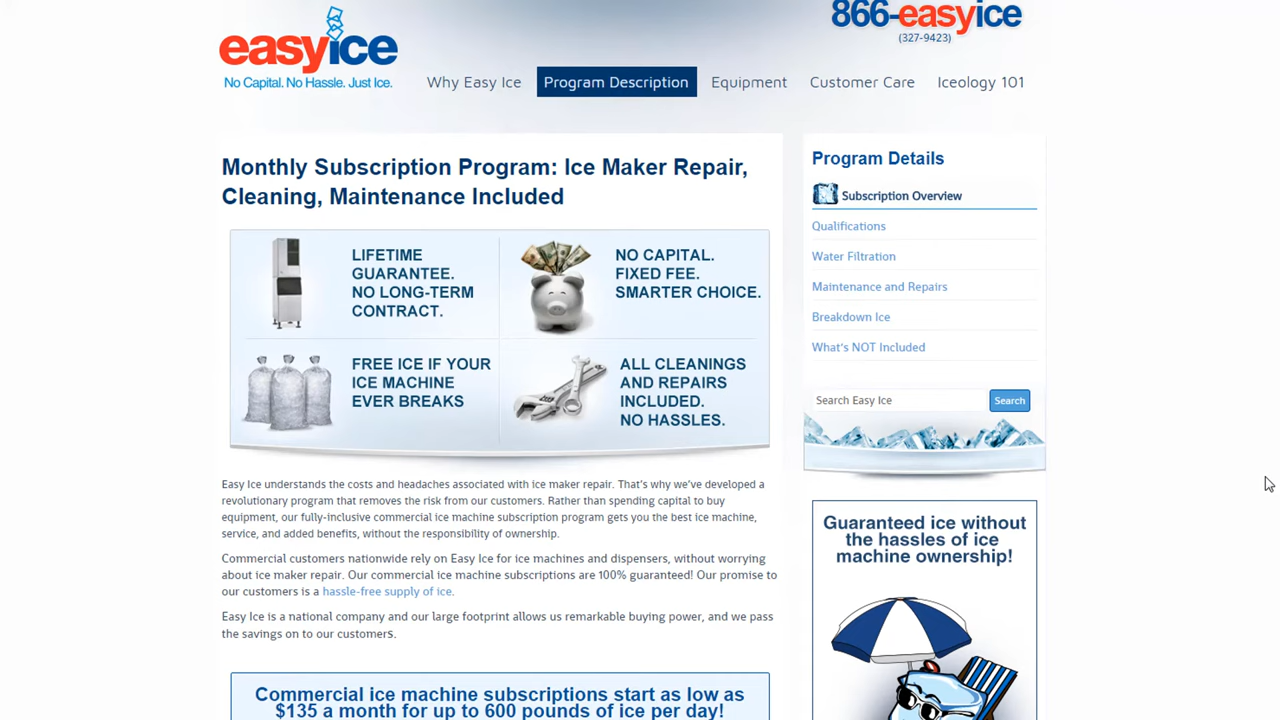 easyice
No Capital. No Hassle. Just Ice.
866-easyice
(327-9423)
Why Easy Ice
Program Description
Equipment
Customer Care
Iceology 101
Monthly Subscription Program: Ice Maker Repair,
Cleaning, Maintenance Included
LIFETIME
GUARANTEE.
NO LONG-TERM
CONTRACT.
NO CAPITAL.
FIXED FEE.
SMARTER CHOICE.
FREE ICE IF YOUR
ICE MACHINE
EVER BREAKS
ALL CLEANINGS
AND REPAIRS
INCLUDED.
NO HASSLES.
Easy Ice understands the costs and headaches associated with ice maker repair. That's why we've developed a
revolutionary program that removes the risk from our customers. Rather than spending capital to buy
equipment, our fully-inclusive commercial ice machine subscription program gets you the best ice machine,
service, and added benefits, without the responsibility of ownership.
Commercial customers nationwide rely on Easy Ice for ice machines and dispensers, without worrying
about ice maker repair. Our commercial ice machine subscriptions are 100% guaranteed! Our promise to
our customers is a hassle-free supply of ice.
Easy Ice is a national company and our large footprint allows us remarkable buying power, and we pass
the savings on to our customers.
Commercial ice machine subscriptions start as low as
$135 a month for up to 600 pounds of ice per day!
Program Details
Subscription Overview
Qualifications
Water Filtration
Maintenance and Repairs
Breakdown Ice
What's NOT Included
Search Easy Ice
Search
Guaranteed ice without
the hassles of ice
machine ownership!